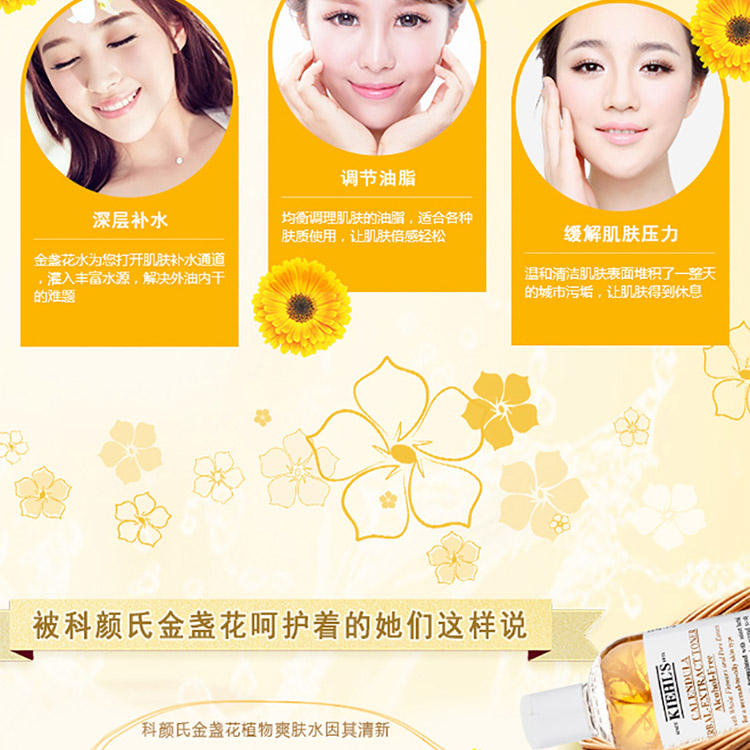 深层补水
金盏花水为您打开肌肤补水通道
，灌入丰富水源，解决外油内干
的难题
调节油脂
均衡调理肌肤的油脂，适合各种
肤质使用，让肌肤倍感轻松
缓解肌肤压力
温和清洁肌肤表面堆积了一整天
的城市污垢，让肌肤得到休息
被科颜氏金盏花呵护着的她们这样说
科颜氏金盏花植物爽肤水因其清新
KIEHL'S
CALENDULA
HERBAL-EXTRACT TONER
Alcohol-Free